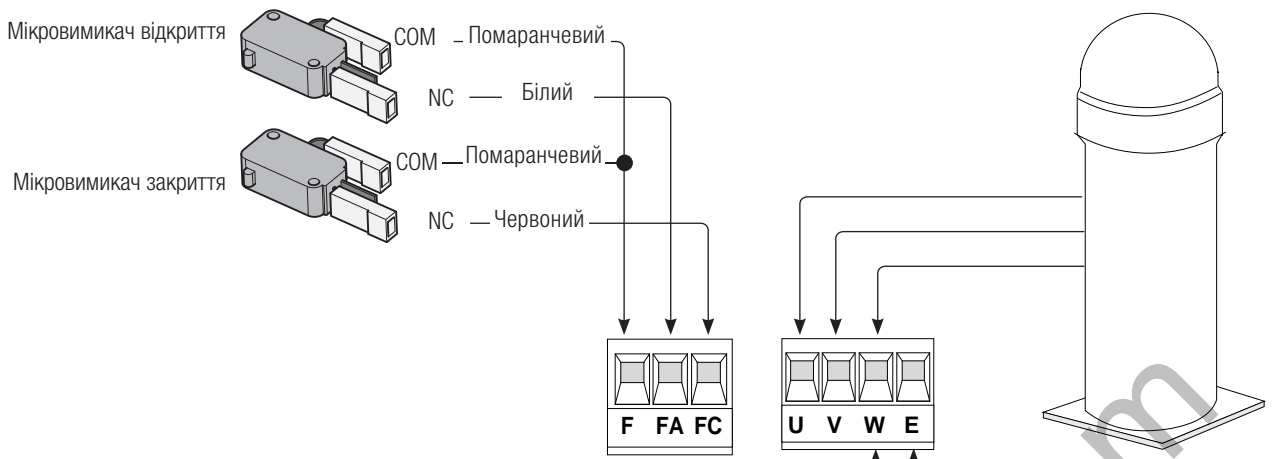 Мікровимикач відкриття
COM
Помаранчевий
NC
Білий
Мікровимикач закриття
COM
Помаранчевий
NC
Червоний
F FA FC
U V W E
m